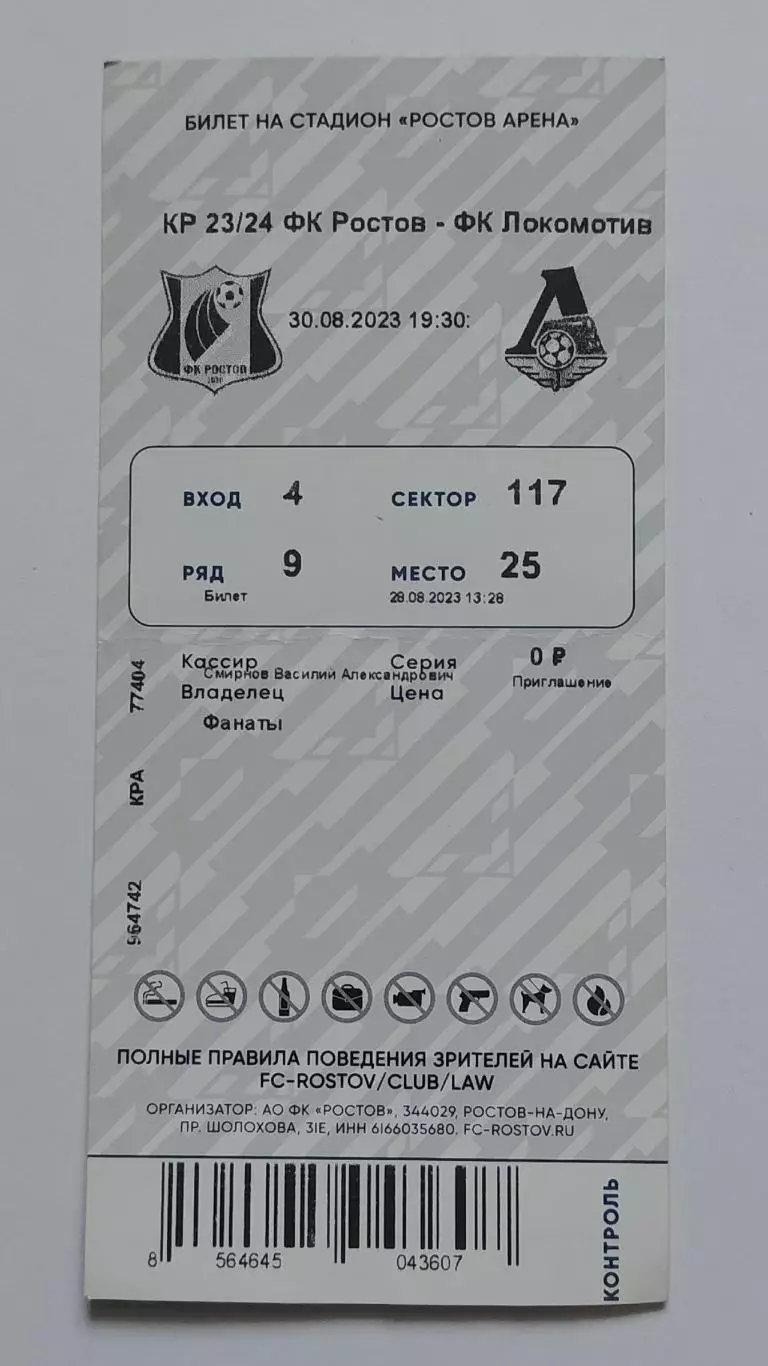 БИЛЕТ НА СТАДИОН «РОСТОВ АРЕНА»
КР 23/24 ФК Ростов - ФК Локомотив
30.08.2023 19:30:
ФК РОСТОВ
ВХОД 4 СЕКТОР 117
РЯД 9 МЕСТО 25
Билет 28.08.2023 13:28
Кассир Серия 0 ₽
Смирнов Василий Александрович Приглашение
Владелец Цена
Фанаты
964742 КРА 77404
ПОЛНЫЕ ПРАВИЛА ПОВЕДЕНИЯ ЗРИТЕЛЕЙ НА САЙТЕ
FC-ROSTOV/CLUB/LAW
ОРГАНИЗАТОР: АО ФК «РОСТОВ», 344029, РОСТОВ-НА-ДОНУ,
ПР. ШОЛОХОВА, 31Е, ИНН 6166035680. FC-ROSTOV.RU
8 564645 043607
КОНТРОЛЬ